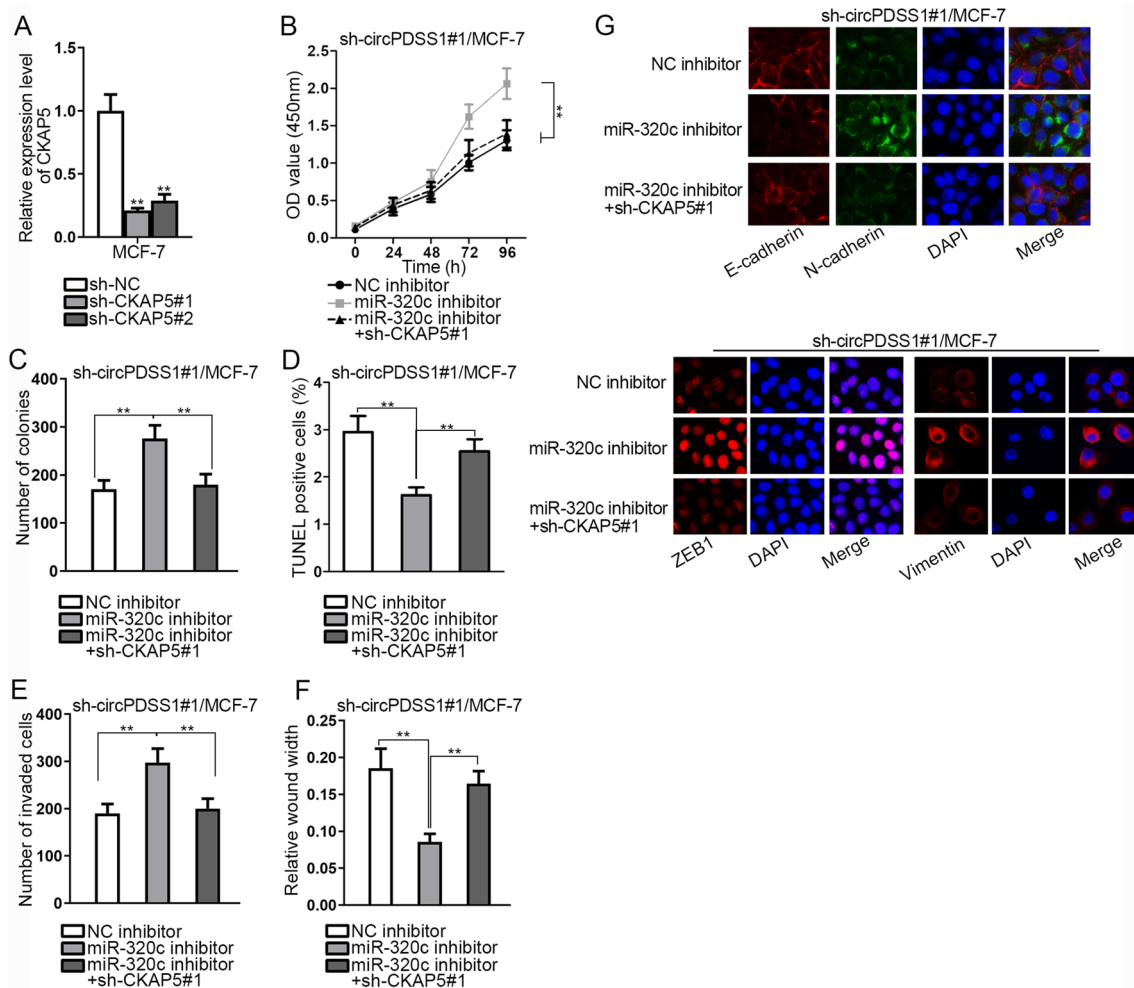 A
Relative expression level
of CKAP5
1.5
1.0
0.5
0.0
**
**
MCF-7
sh-NC
sh-CKAP5#1
sh-CKAP5#2
B
sh-circPDSS1#1/MCF-7
OD value (450nm)
2.5
2.0
1.5
1.0
0.5
0.0
**
0 24 48 72 96
Time (h)
NC inhibitor
miR-320c inhibitor
miR-320c inhibitor
+sh-CKAP5#1
C
sh-circPDSS1#1/MCF-7
Number of colonies
400
300
200
100
0
** **
NC inhibitor
miR-320c inhibitor
miR-320c inhibitor
+sh-CKAP5#1
D
sh-circPDSS1#1/MCF-7
TUNEL positive cells (%)
4
3
2
1
0
**
**
NC inhibitor
miR-320c inhibitor
miR-320c inhibitor
+sh-CKAP5#1
E
sh-circPDSS1#1/MCF-7
Number of invaded cells
400
300
200
100
0
** **
NC inhibitor
miR-320c inhibitor
miR-320c inhibitor
+sh-CKAP5#1
F
sh-circPDSS1#1/MCF-7
Relative wound width
0.25
0.20
0.15
0.10
0.05
0.00
**
**
NC inhibitor
miR-320c inhibitor
miR-320c inhibitor
+sh-CKAP5#1
G
sh-circPDSS1#1/MCF-7
NC inhibitor
miR-320c inhibitor
miR-320c inhibitor
+sh-CKAP5#1
E-cadherin N-cadherin DAPI Merge
sh-circPDSS1#1/MCF-7
NC inhibitor
miR-320c inhibitor
miR-320c inhibitor
+sh-CKAP5#1
ZEB1 DAPI Merge Vimentin DAPI Merge